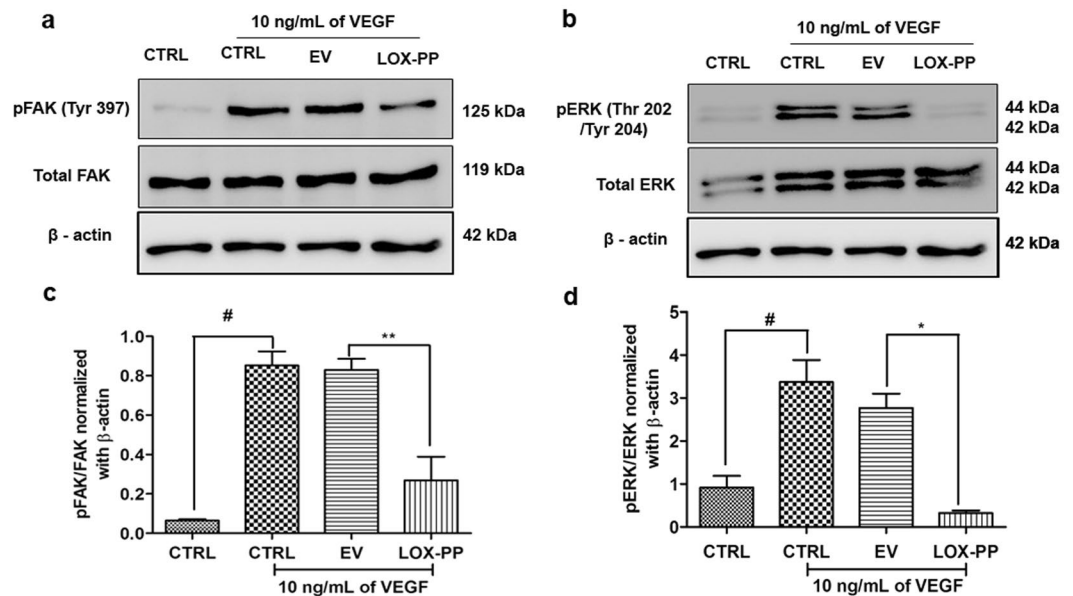 a
10 ng/mL of VEGF
CTRL CTRL EV LOX-PP
pFAK (Tyr 397)
125 kDa
Total FAK
119 kDa
β - actin
42 kDa
b
10 ng/mL of VEGF
CTRL CTRL EV LOX-PP
pERK (Thr 202
/Tyr 204)
44 kDa
42 kDa
Total ERK
44 kDa
42 kDa
β - actin
42 kDa
c
pFAK/FAK normalized
with β-actin
1.0
0.8
0.6
0.4
0.2
0.0
#
**
CTRL CTRL EV LOX-PP
10 ng/mL of VEGF
d
pERK/ERK normalized
with β-actin
5
4
3
2
1
0
#
*
CTRL CTRL EV LOX-PP
10 ng/mL of VEGF